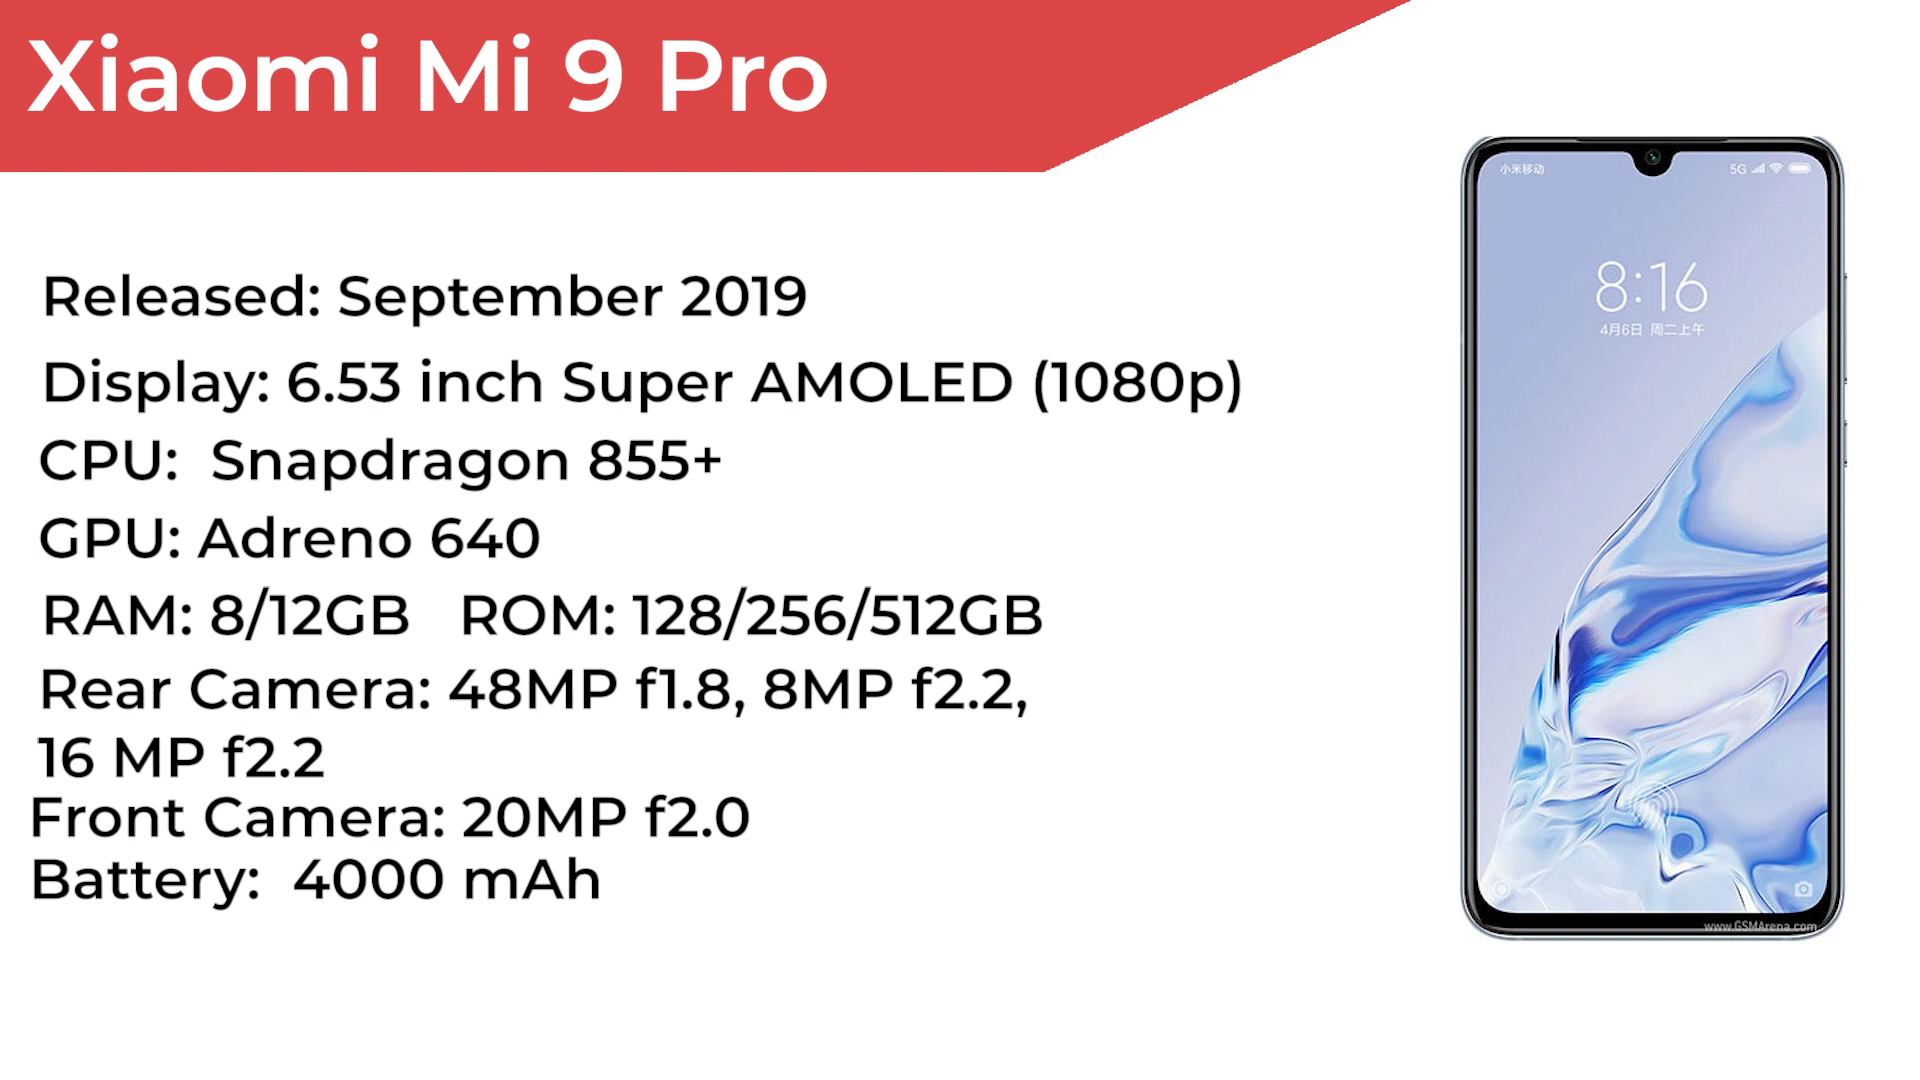 Xiaomi Mi 9 Pro
Released: September 2019
Display: 6.53 inch Super AMOLED (1080p)
CPU: Snapdragon 855+
GPU: Adreno 640
RAM: 8/12GB ROM: 128/256/512GB
Rear Camera: 48MP f1.8, 8MP f2.2,
16 MP f2.2
Front Camera: 20MP f2.0
Battery: 4000 mAh
小米移动 5G
8:16
4月6日 周二上午
www.GSMArena.com